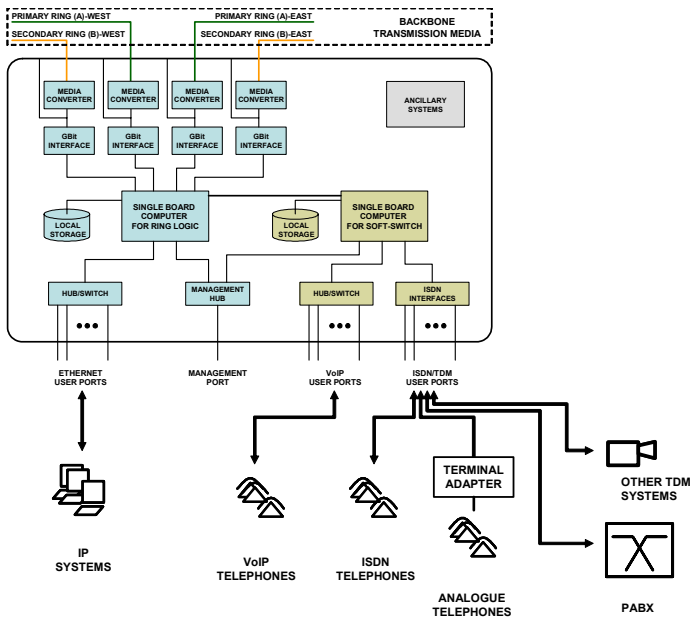 PRIMARY RING (A)-WEST
PRIMARY RING (A)-EAST
BACKBONE
TRANSMISSION MEDIA
SECONDARY RING (B)-WEST
SECONDARY RING (B)-EAST
MEDIA
CONVERTER
MEDIA
CONVERTER
MEDIA
CONVERTER
MEDIA
CONVERTER
ANCILLARY
SYSTEMS
GBit
INTERFACE
GBit
INTERFACE
GBit
INTERFACE
GBit
INTERFACE
SINGLE BOARD
COMPUTER
FOR RING LOGIC
SINGLE BOARD
COMPUTER
FOR SOFT-SWITCH
LOCAL
STORAGE
LOCAL
STORAGE
HUB/SWITCH
MANAGEMENT
HUB
HUB/SWITCH
ISDN
INTERFACES
ETHERNET
USER PORTS
MANAGEMENT
PORT
VoIP
USER PORTS
ISDN/TDM
USER PORTS
TERMINAL
ADAPTER
OTHER TDM
SYSTEMS
IP
SYSTEMS
VoIP
TELEPHONES
ISDN
TELEPHONES
ANALOGUE
TELEPHONES
PABX